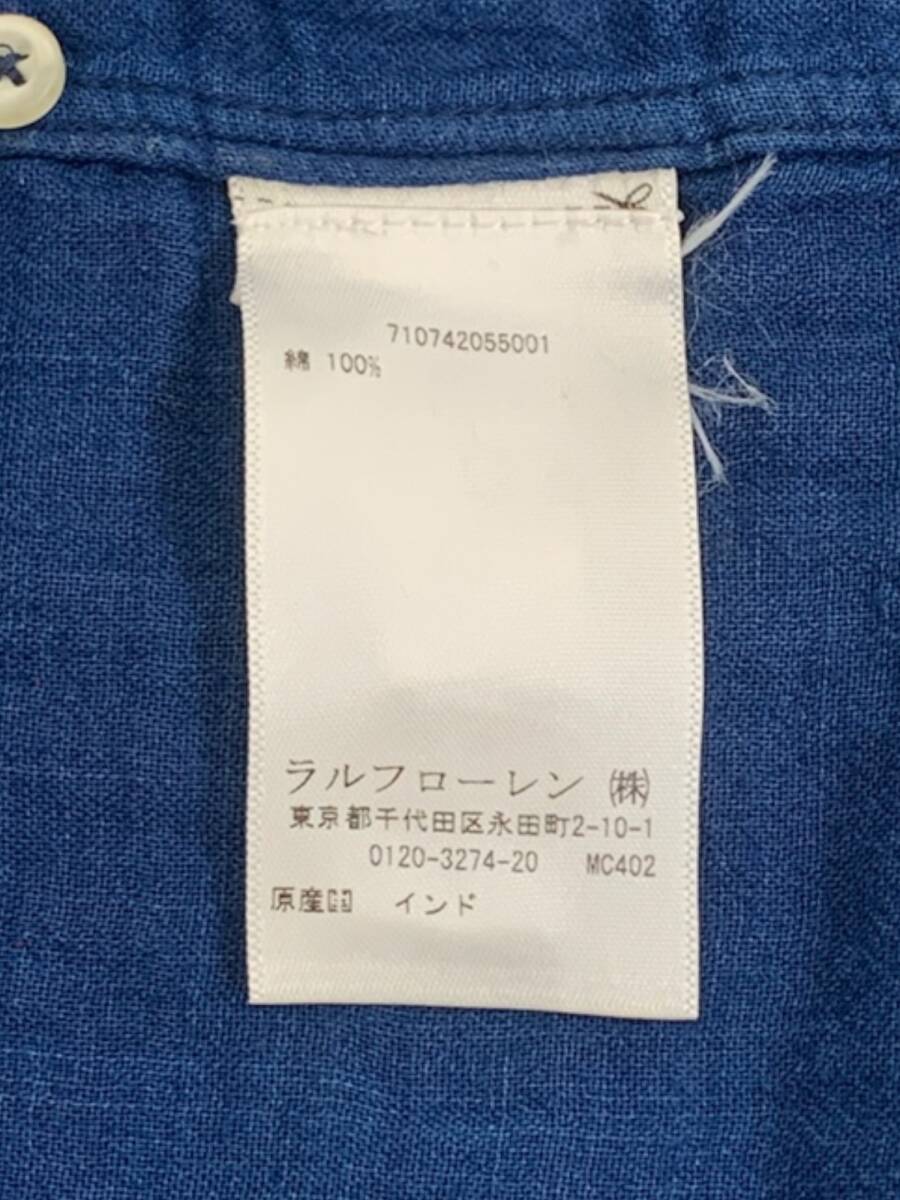 710742055001
綿 100%
ラルフローレン ㈱
東京都千代田区永田町2-10-1
0120-3274-20 MC402
原産国 インド